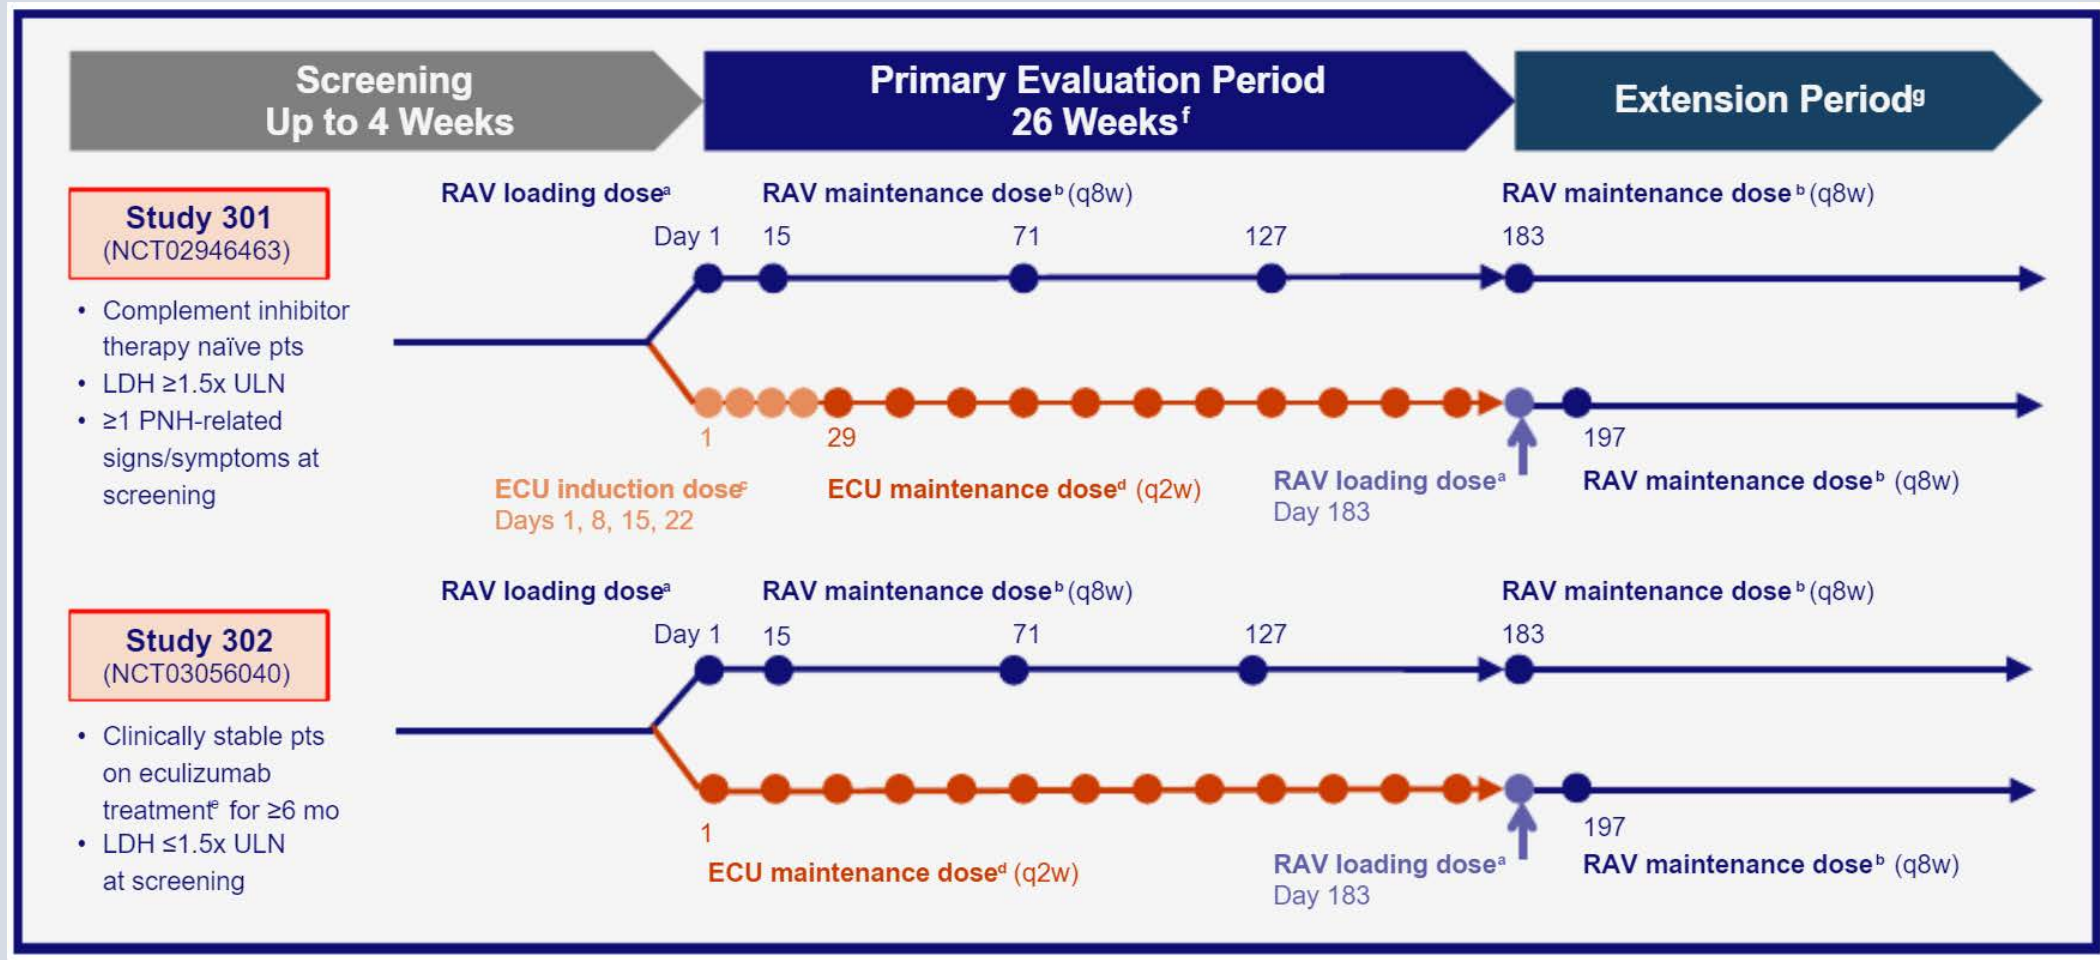 Screening
Up to 4 Weeks
Primary Evaluation Period
26 Weeksᶠ
Extension Periodᵍ
Study 301
(NCT02946463)
• Complement inhibitor
therapy naïve pts
• LDH ≥1.5x ULN
• ≥1 PNH-related
signs/symptoms at
screening
RAV loading doseᵃ
RAV maintenance doseᵇ (q8w)
RAV maintenance doseᵇ (q8w)
Day 1 15 71 127 183
1 29 197
ECU induction doseᶜ
Days 1, 8, 15, 22
ECU maintenance doseᵈ (q2w)
RAV loading doseᵃ
Day 183
RAV maintenance doseᵇ (q8w)
Study 302
(NCT03056040)
• Clinically stable pts
on eculizumab
treatmentᵉ for ≥6 mo
• LDH ≤1.5x ULN
at screening
RAV loading doseᵃ
RAV maintenance doseᵇ (q8w)
RAV maintenance doseᵇ (q8w)
Day 1 15 71 127 183
1 197
ECU maintenance doseᵈ (q2w)
RAV loading doseᵃ
Day 183
RAV maintenance doseᵇ (q8w)